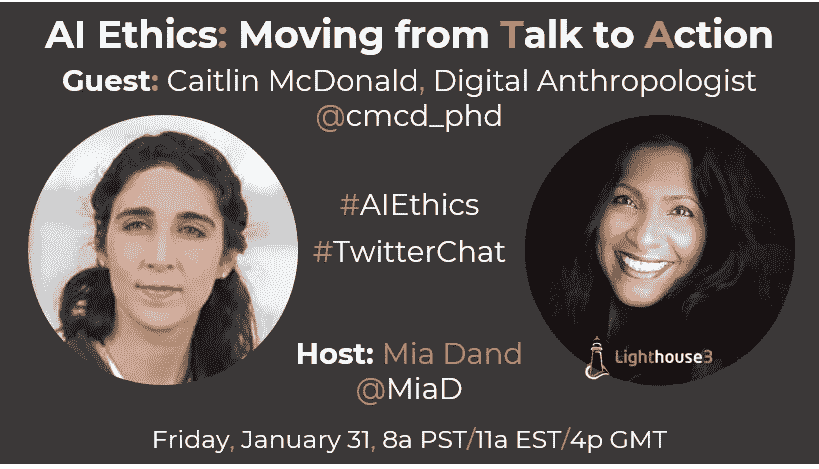 AI Ethics: Moving from Talk to Action
Guest: Caitlin McDonald, Digital Anthropologist
@cmcd_phd
#AIEthics
#TwitterChat
Host: Mia Dand
@MiaD
Lighthouse3
Friday, January 31, 8a PST/11a EST/4p GMT